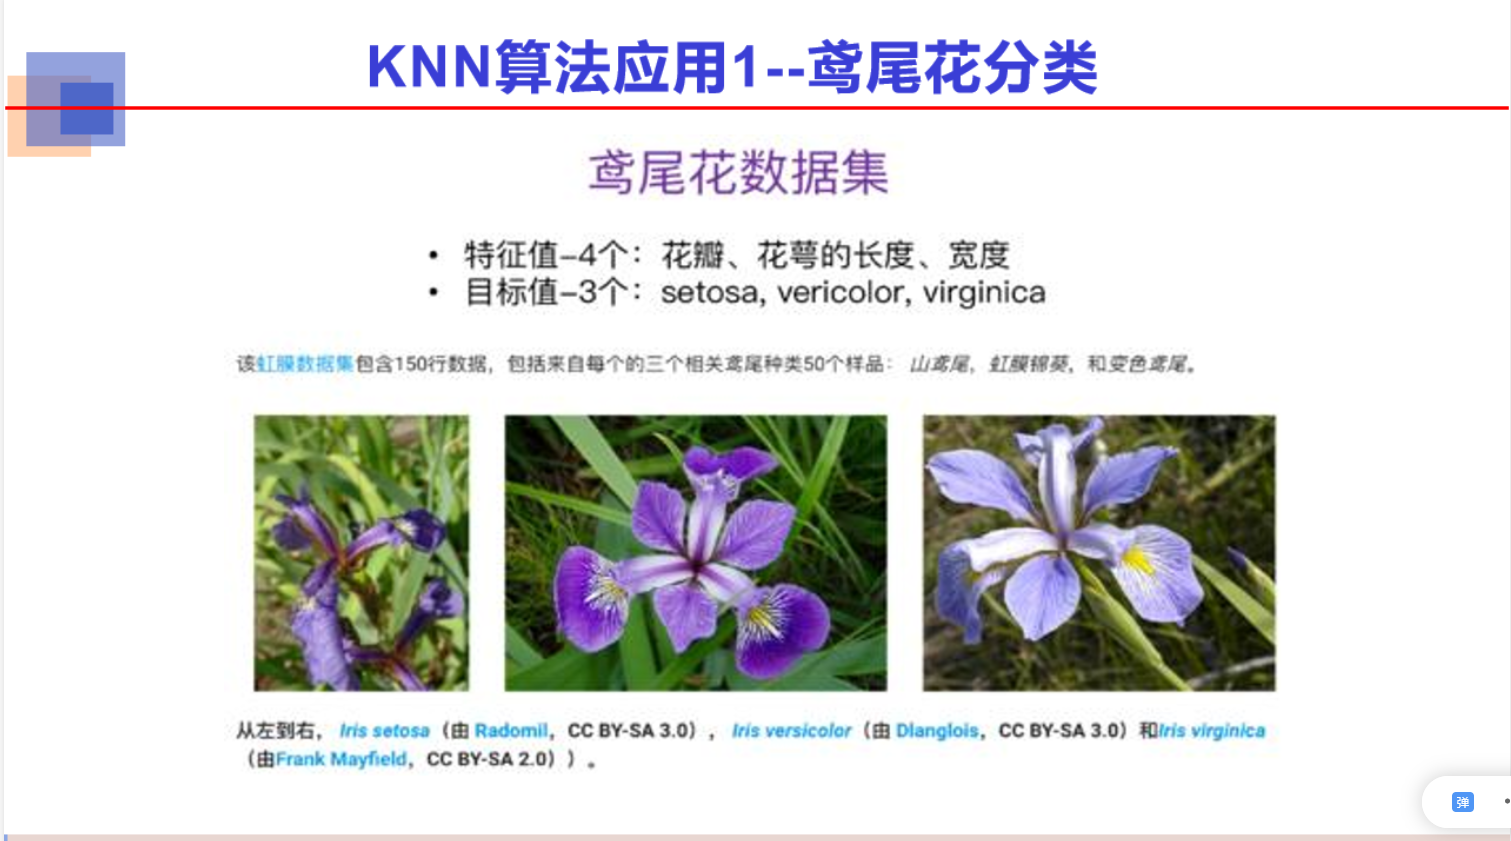 KNN算法应用1--鸢尾花分类
鸢尾花数据集
• 特征值–4个：花瓣、花萼的长度、宽度
• 目标值–3个：setosa, vericolor, virginica
该虹膜数据集包含150行数据，包括来自每个的三个相关鸢尾种类50个样品： 山鸢尾，虹膜锦葵，和变色鸢尾。
从左到右， Iris setosa（由 Radomil，CC BY-SA 3.0）， Iris versicolor（由 Dlanglois，CC BY-SA 3.0）和Iris virginica
（由Frank Mayfield，CC BY-SA 2.0））。
弹